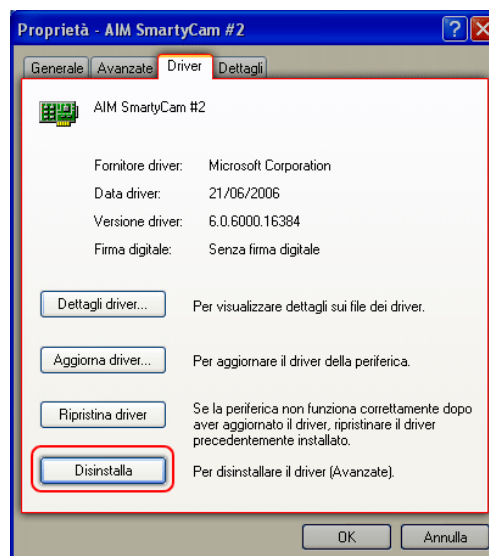 Proprietà - AIM SmartyCam #2
Generale Avanzate Driver Dettagli
AIM SmartyCam #2
Fornitore driver: Microsoft Corporation
Data driver: 21/06/2006
Versione driver: 6.0.6000.16384
Firma digitale: Senza firma digitale
Dettagli driver... Per visualizzare dettagli sui file dei driver.
Aggiorna driver... Per aggiornare il driver della periferica.
Ripristina driver Se la periferica non funziona correttamente dopo
aver aggiornato il driver, ripristinare il driver
precedentemente installato.
Disinstalla Per disinstallare il driver (Avanzate).
OK Annulla